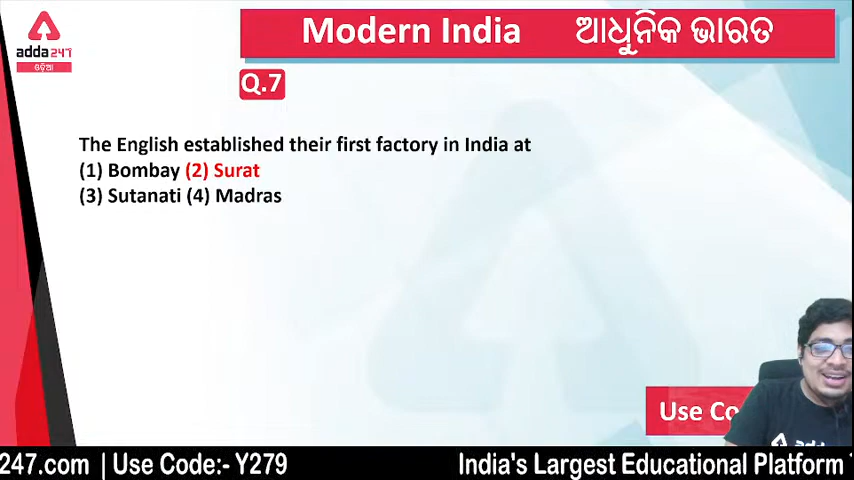 Modern India ଆଧୁନିକ ଭାରତ
adda247
ଓଡ଼ିଆ
Q.7
The English established their first factory in India at
(1) Bombay (2) Surat
(3) Sutanati (4) Madras
Use Co
247.com | Use Code:- Y279 India's Largest Educational Platform